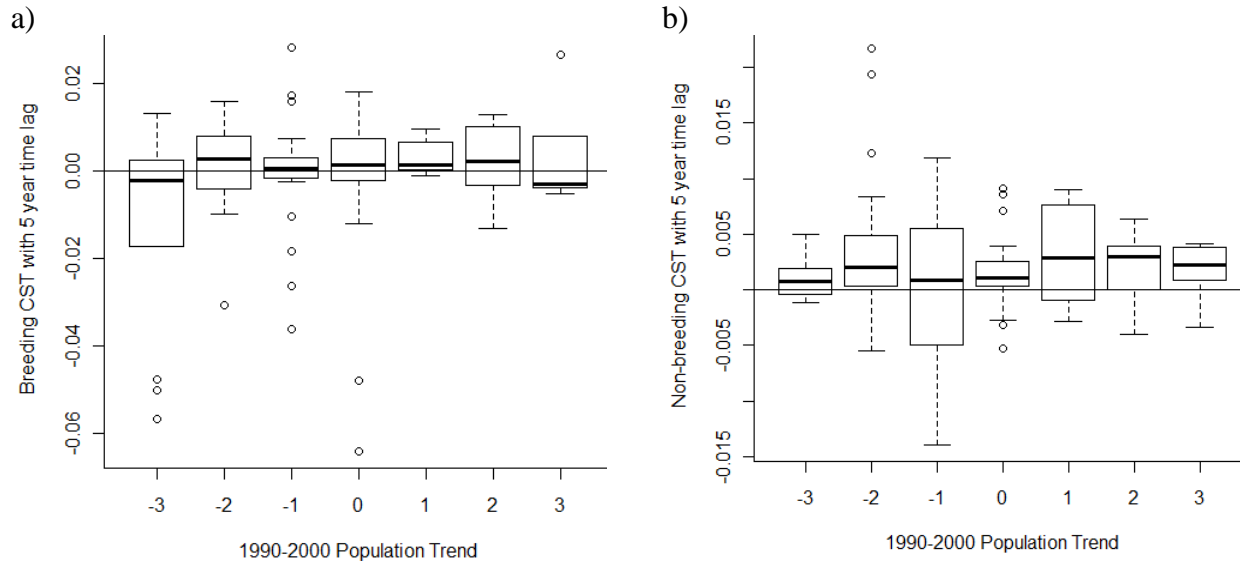 a)
Breeding CST with 5 year time lag
0.02
0.00
-0.02
-0.04
-0.06
-3 -2 -1 0 1 2 3
1990-2000 Population Trend
b)
Non-breeding CST with 5 year time lag
0.015
0.005
-0.005
-0.015
-3 -2 -1 0 1 2 3
1990-2000 Population Trend